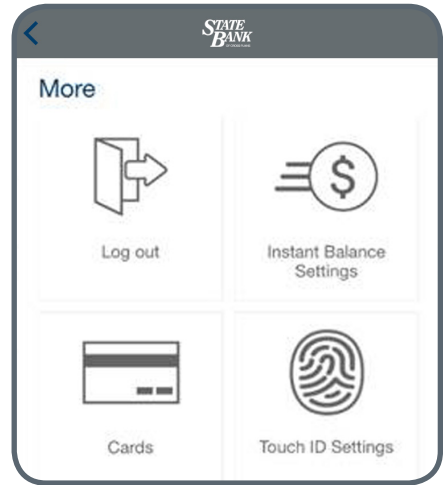 STATE
BANK
More
Log out
Instant Balance
Settings
Cards
Touch ID Settings